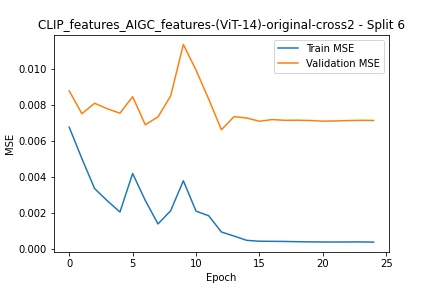 CLIP_features_AIGC_features-(ViT-14)-original-cross2 - Split 6
Train MSE
Validation MSE
MSE
0.010
0.008
0.006
0.004
0.002
0.000
0 5 10 15 20 25
Epoch